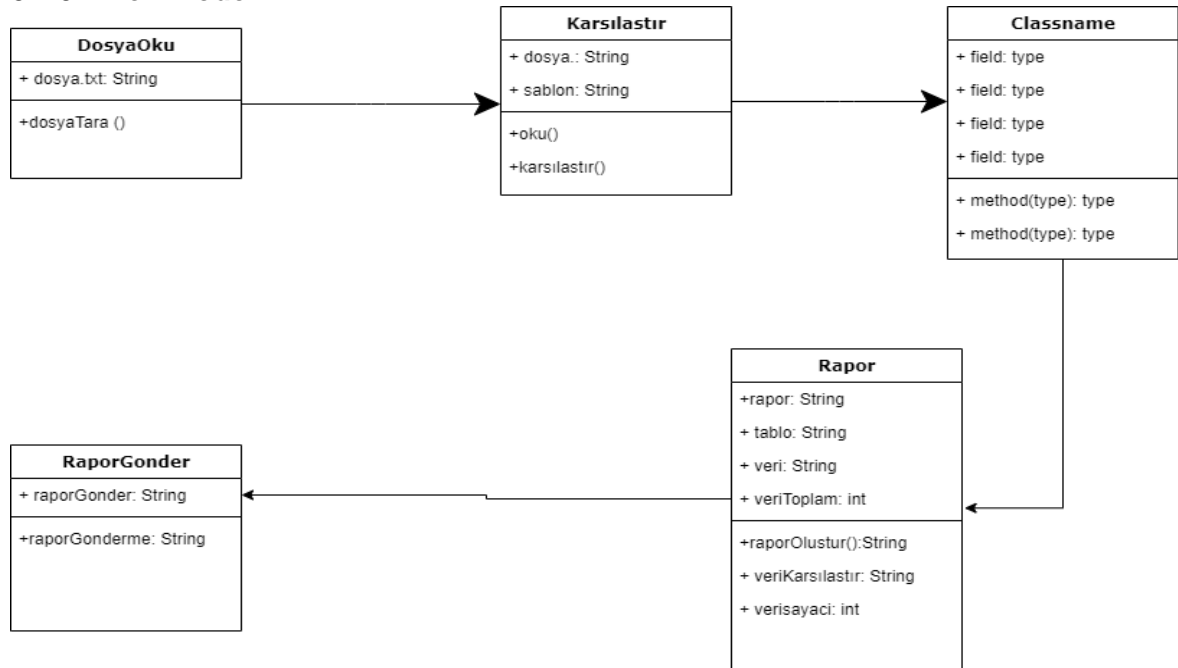 DosyaOku
+ dosya.txt: String
+dosyaTara ()
Karsılastır
+ dosya.: String
+ sablon: String
+oku()
+karsılastır()
Classname
+ field: type
+ field: type
+ field: type
+ field: type
+ method(type): type
+ method(type): type
Rapor
+rapor: String
+ tablo: String
+ veri: String
+ veriToplam: int
+raporOlustur():String
+ veriKarsılastır: String
+ verisayaci: int
RaporGonder
+ raporGonder: String
+raporGonderme: String